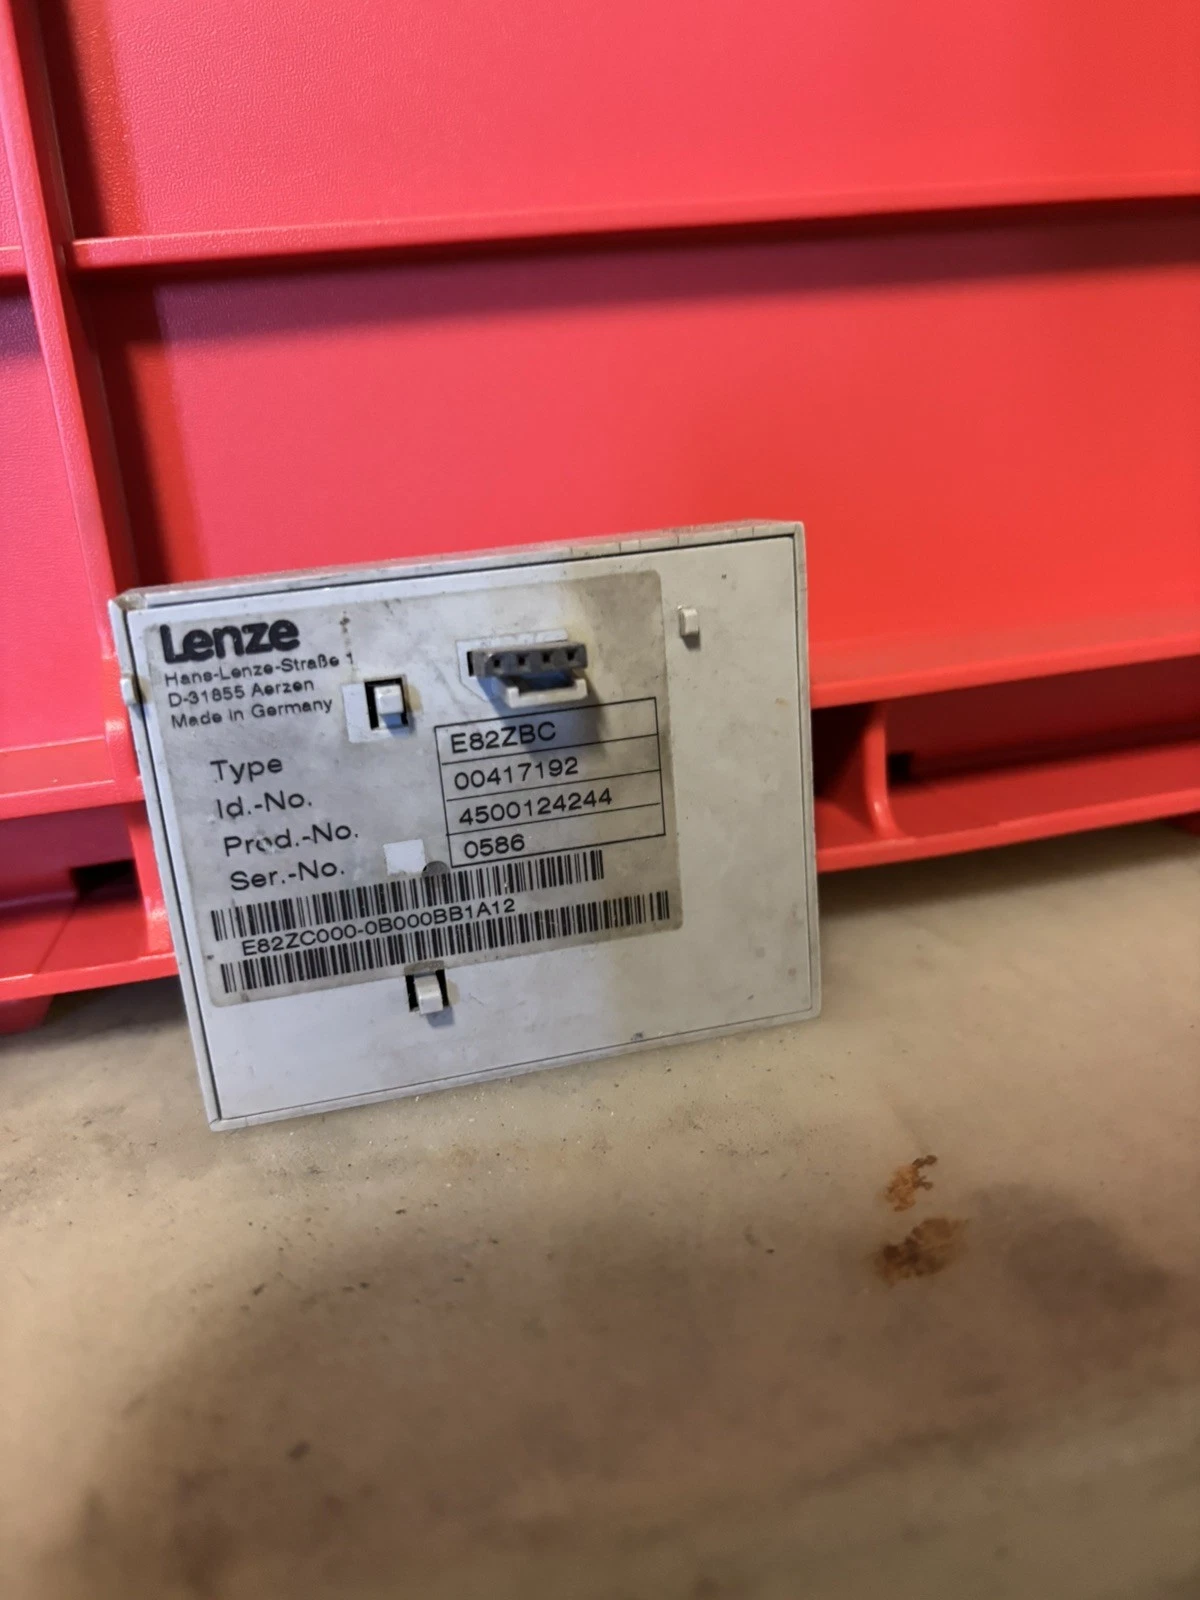 Lenze
Hans-Lenze-Straße 1
D-31855 Aerzen
Made in Germany
Type E82ZBC
Id.-No. 00417192
Prod.-No. 4500124244
Ser.-No. 0586
E82ZC000-0B000BB1A12